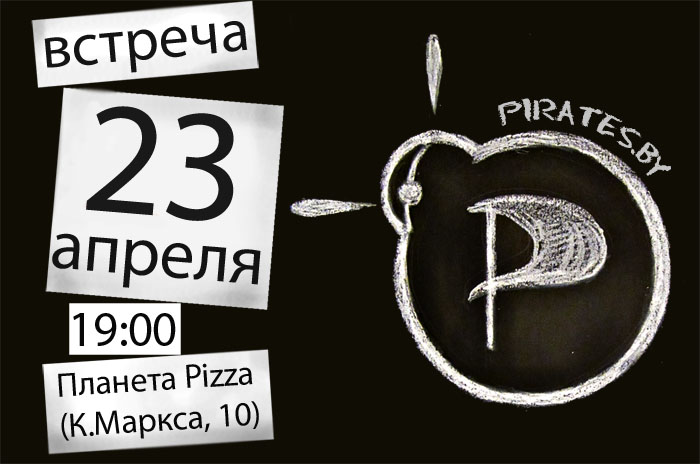 встреча
23
апреля
19:00
Планета Pizza
(К.Маркса, 10)
PIRATES.BY